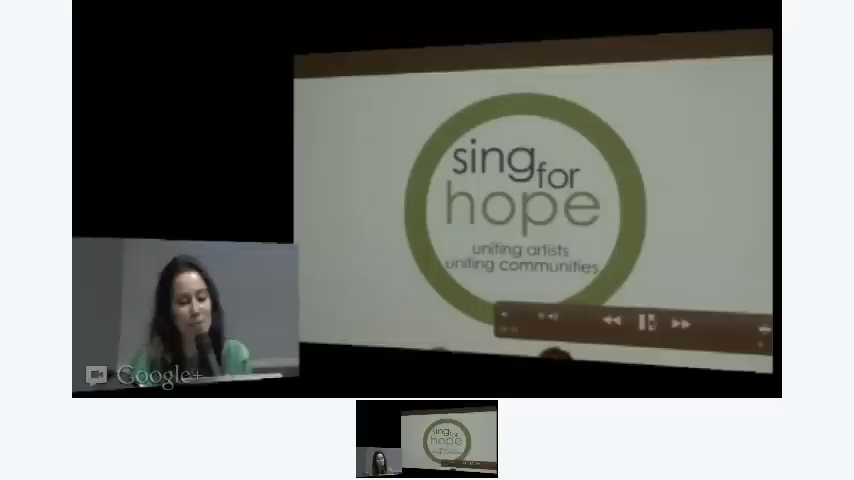 sing for
hope
uniting artists
uniting communities
Google+